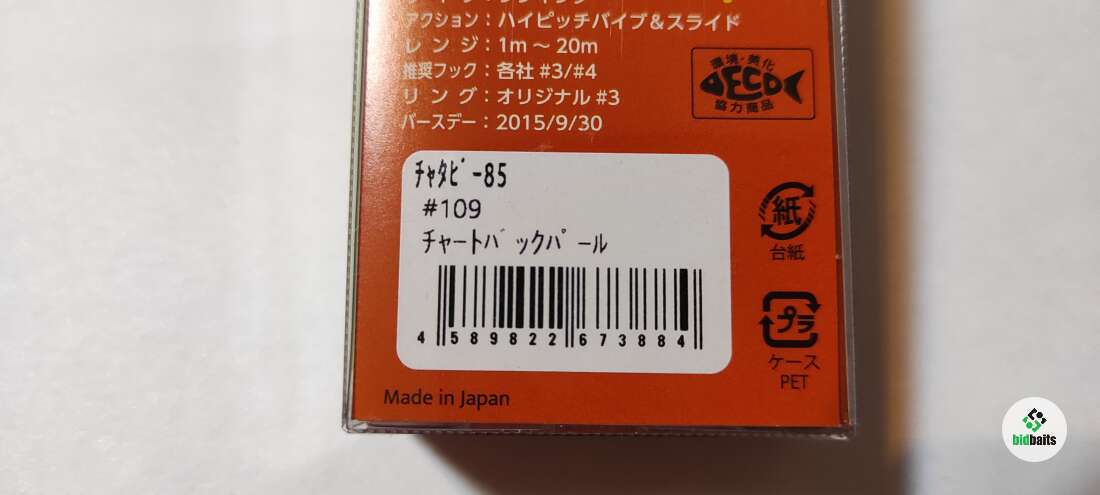 アクション：ハイピッチバイブ＆スライド
レンジ：1m～20m
推奨フック：各社 #3/#4
リング：オリジナル #3
バースデー：2015/9/30
環境・美化
ECO
協力商品
ﾁｬﾀﾋﾞｰ85
#109
チャートバックパール
4 589822 673884
紙
台紙
プラ
ケース
PET
Made in Japan
bidbaits